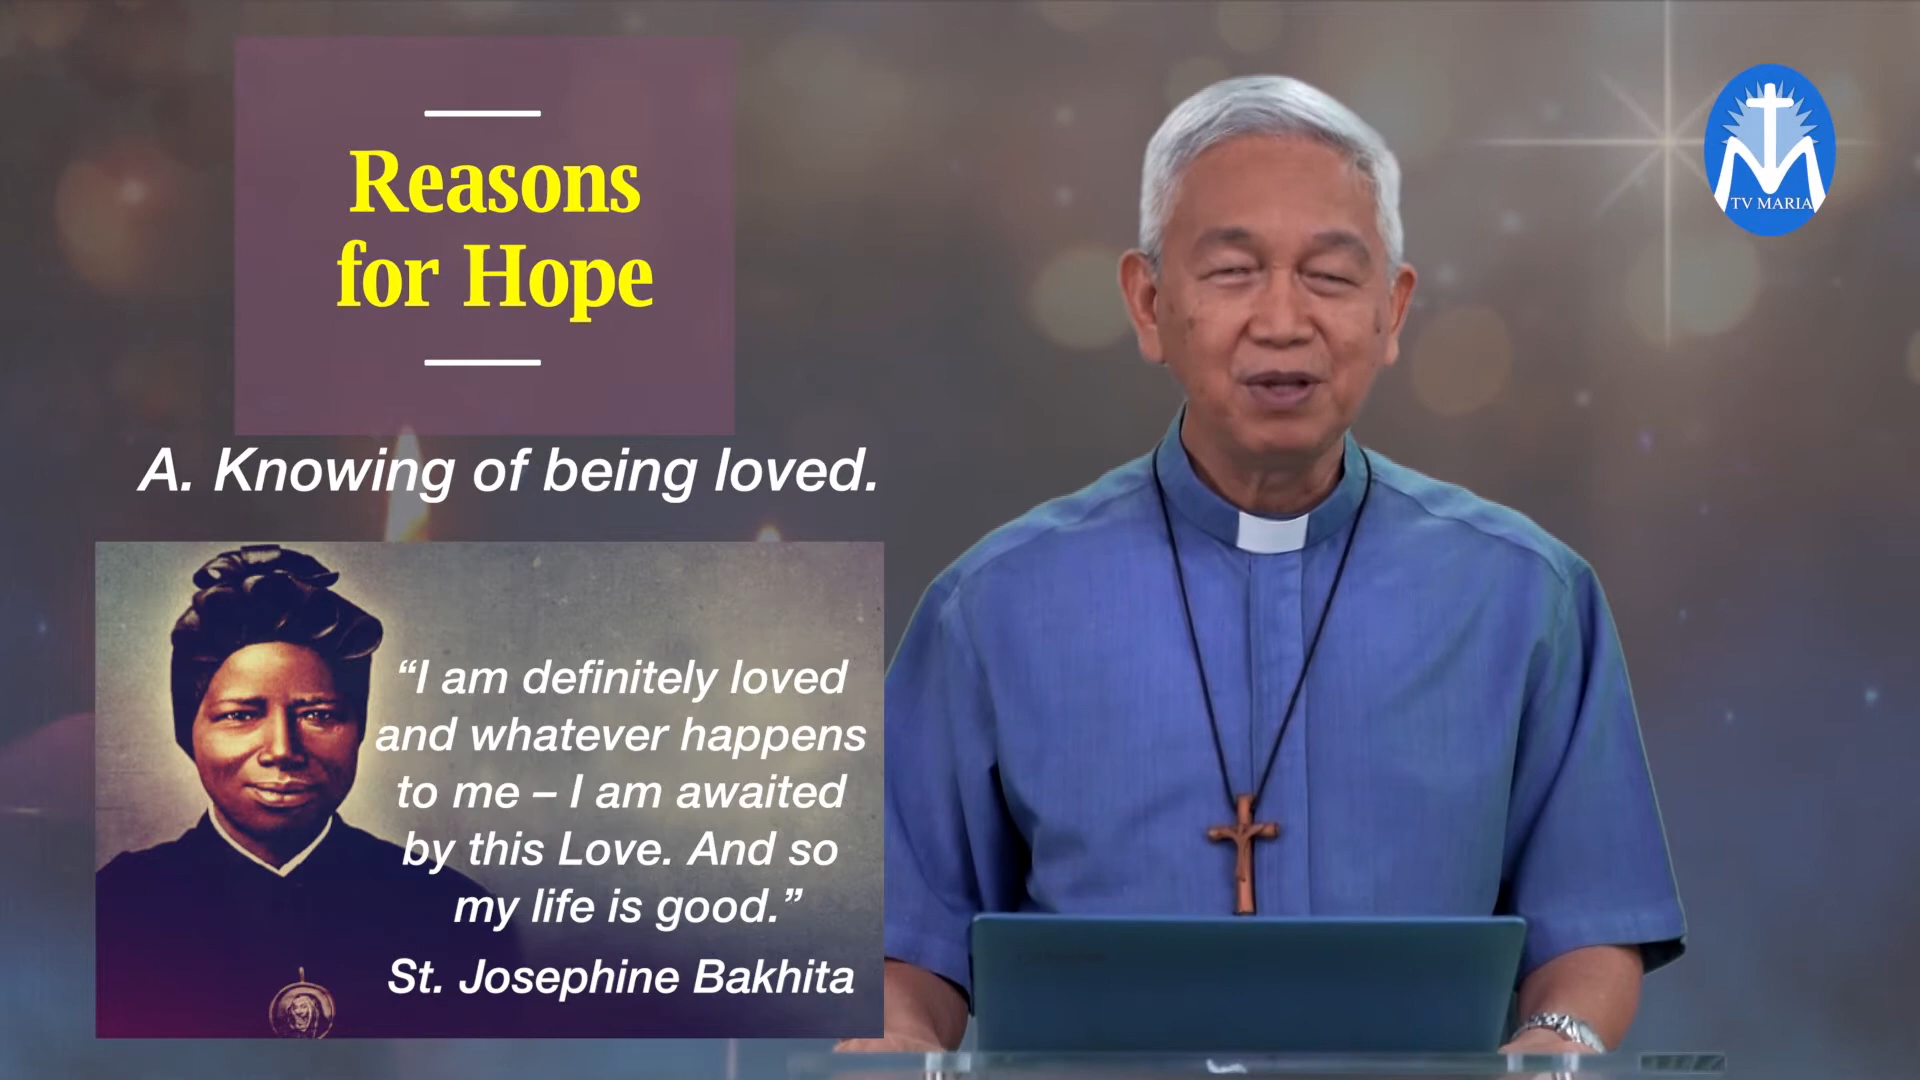 Reasons
for Hope
A. Knowing of being loved.
“I am definitely loved
and whatever happens
to me – I am awaited
by this Love. And so
my life is good.”
St. Josephine Bakhita
TV MARIA